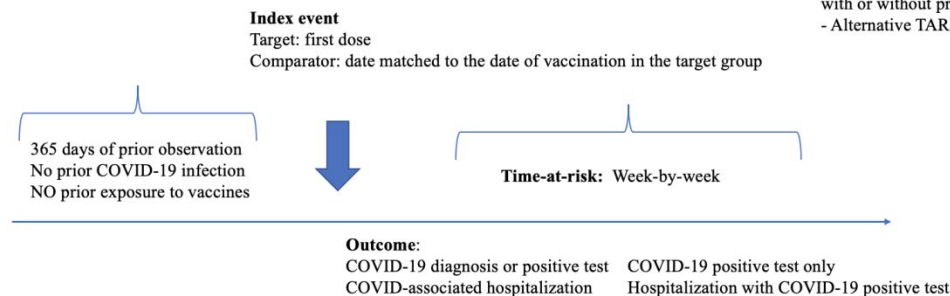 with or without pr
- Alternative TAR
Index event
Target: first dose
Comparator: date matched to the date of vaccination in the target group
365 days of prior observation
No prior COVID-19 infection
NO prior exposure to vaccines
Time-at-risk: Week-by-week
Outcome:
COVID-19 diagnosis or positive test COVID-19 positive test only
COVID-associated hospitalization Hospitalization with COVID-19 positive test